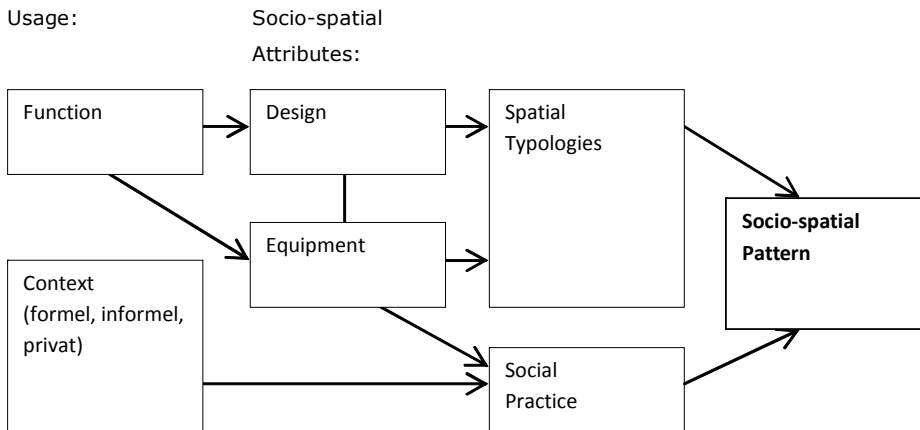 Usage:
Socio-spatial
Attributes:
Function
Design
Spatial
Typologies
Equipment
Socio-spatial
Pattern
Context
(formel, informel,
privat)
Social
Practice